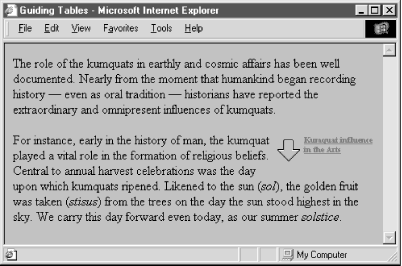 Guiding Tables - Microsoft Internet Explorer
File Edit View Favorites Tools Help
The role of the kumquats in earthly and cosmic affairs has been well
documented. Nearly from the moment that humankind began recording
history — even as oral tradition — historians have reported the
extraordinary and omnipresent influences of kumquats.
For instance, early in the history of man, the kumquat
played a vital role in the formation of religious beliefs.
Central to annual harvest celebrations was the day
upon which kumquats ripened. Likened to the sun (sol), the golden fruit
was taken (stisus) from the trees on the day the sun stood highest in the
sky. We carry this day forward even today, as our summer solstice.
Kumquat influence
in the Arts
My Computer